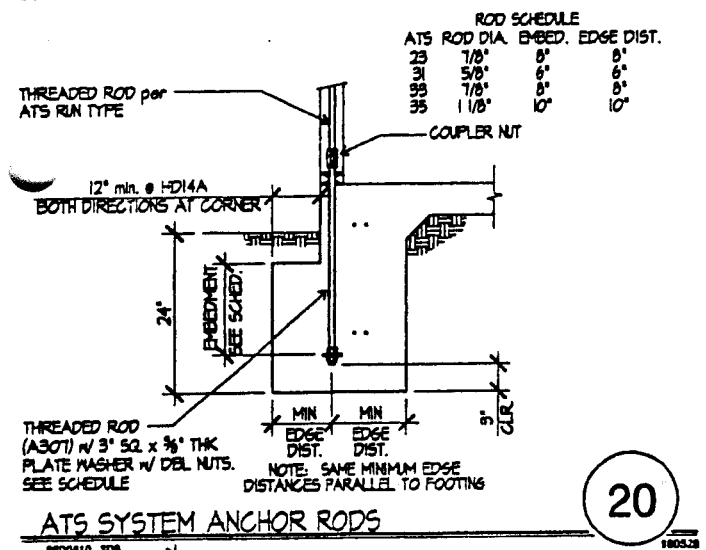 ROD SCHEDULE
ATS ROD DIA. EMBED. EDGE DIST.
23 7/8" 8" 8"
31 5/8" 6" 6"
33 7/8" 8" 8"
35 1 1/8" 10" 10"
THREADED ROD per
ATS RUN TYPE
COUPLER NUT
12" min. @ HD14A
BOTH DIRECTIONS AT CORNER
24"
EMBEDMENT
SEE SCHED.
3"
CLR
MIN
EDGE
DIST.
MIN
EDGE
DIST.
THREADED ROD
(A307) w/ 3" SQ. x 3/8" THK
PLATE WASHER w/ DBL NUTS.
SEE SCHEDULE
NOTE: SAME MINIMUM EDGE
DISTANCES PARALLEL TO FOOTING
20
ATS SYSTEM ANCHOR RODS
180528